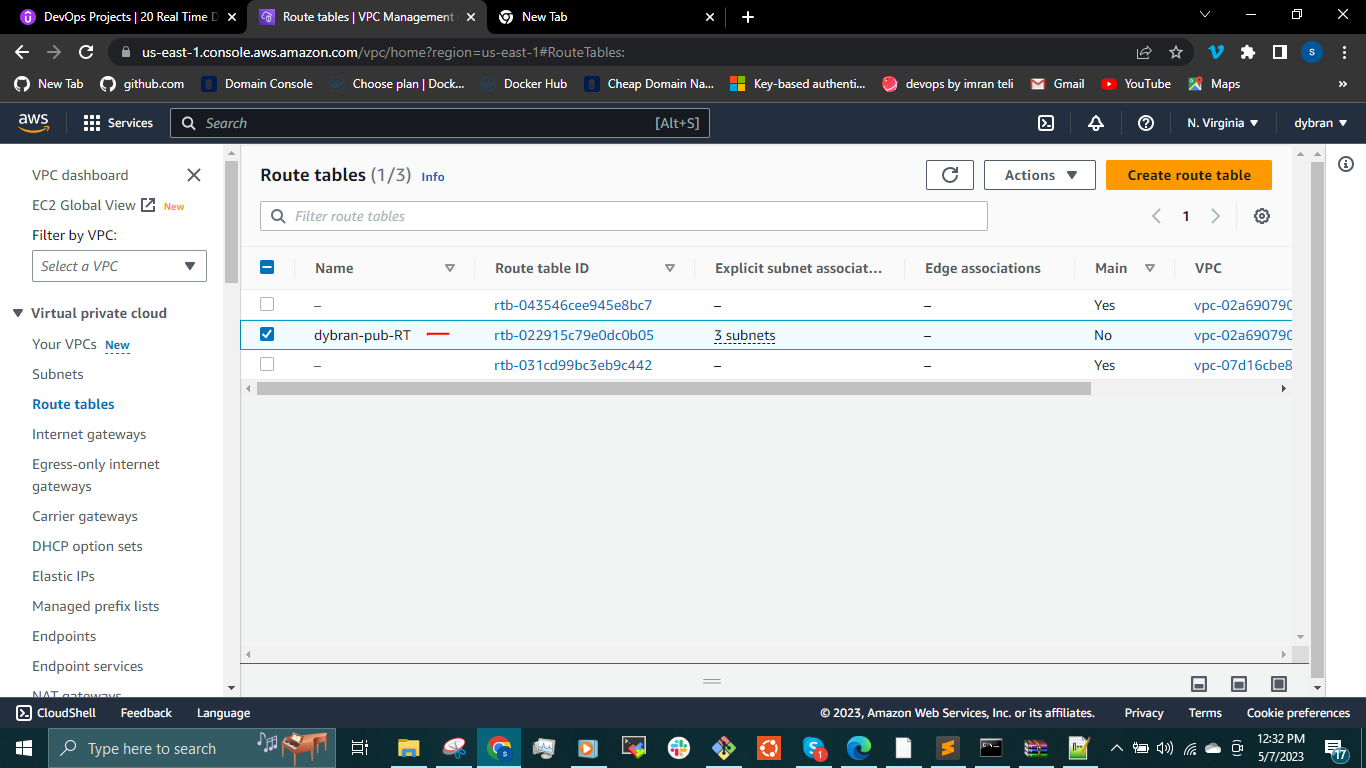 DevOps Projects | 20 Real Time D
Route tables | VPC Management
New Tab
us-east-1.console.aws.amazon.com/vpc/home?region=us-east-1#RouteTables:
S
New Tab github.com Domain Console Choose plan | Dock... Docker Hub Cheap Domain Na... Key-based authenti... devops by imran teli Gmail YouTube Maps »
aws Services Search [Alt+S] N. Virginia dybran
VPC dashboard
EC2 Global View New
Filter by VPC:
Select a VPC
Virtual private cloud
Your VPCs New
Subnets
Route tables
Internet gateways
Egress-only internet
gateways
Carrier gateways
DHCP option sets
Elastic IPs
Managed prefix lists
Endpoints
Endpoint services
NAT gateways
Route tables (1/3) Info
Actions
Create route table
Filter route tables
1
Name Route table ID Explicit subnet associat... Edge associations Main VPC
– rtb-043546cee945e8bc7 – – Yes vpc-02a690790
dybran-pub-RT rtb-022915c79e0dc0b05 3 subnets – No vpc-02a690790
– rtb-031cd99bc3eb9c442 – – Yes vpc-07d16cbe8
CloudShell Feedback Language © 2023, Amazon Web Services, Inc. or its affiliates. Privacy Terms Cookie preferences
Type here to search
1
12:32 PM
5/7/2023
17